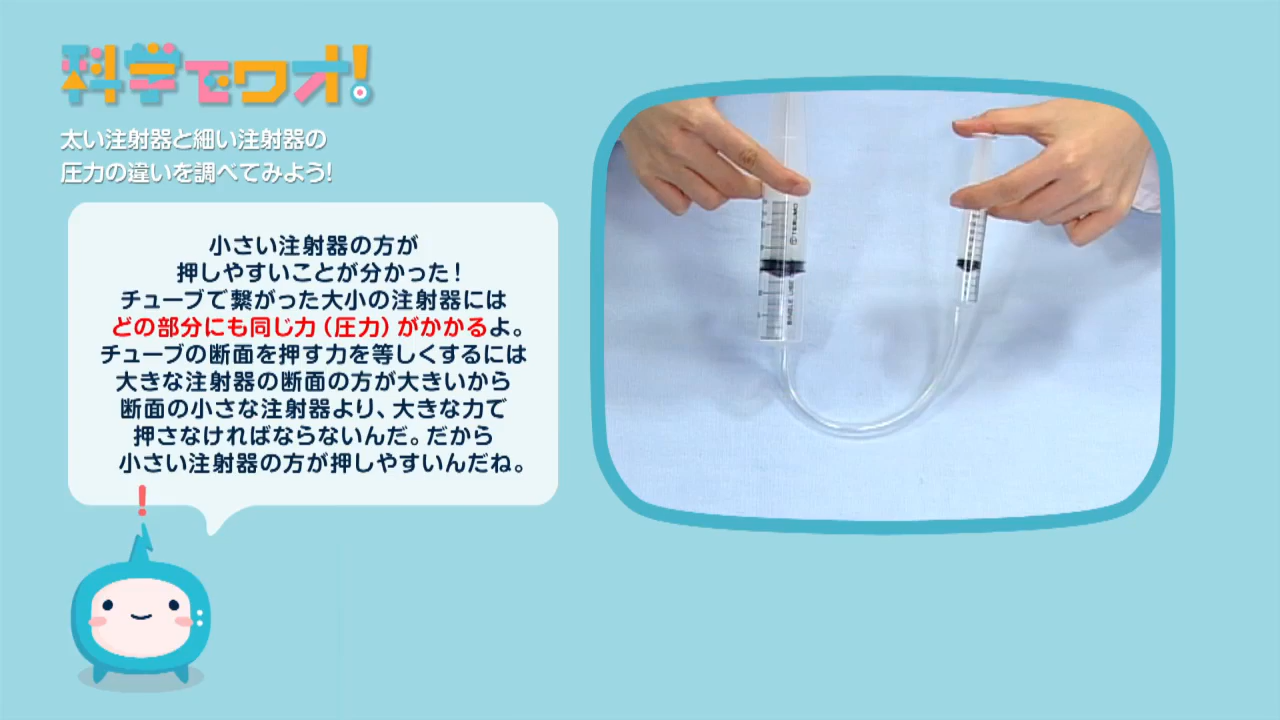 科学でワオ!
太い注射器と細い注射器の
圧力の違いを調べてみよう!
小さい注射器の方が
押しやすいことが分かった!
チューブで繋がった大小の注射器には
どの部分にも同じ力(圧力)がかかるよ。
チューブの断面を押す力を等しくするには
大きな注射器の断面の方が大きいから
断面の小さな注射器より、大きな力で
押さなければならないんだ。だから
小さい注射器の方が押しやすいんだね。
!
TERUMO
SINGLE USE